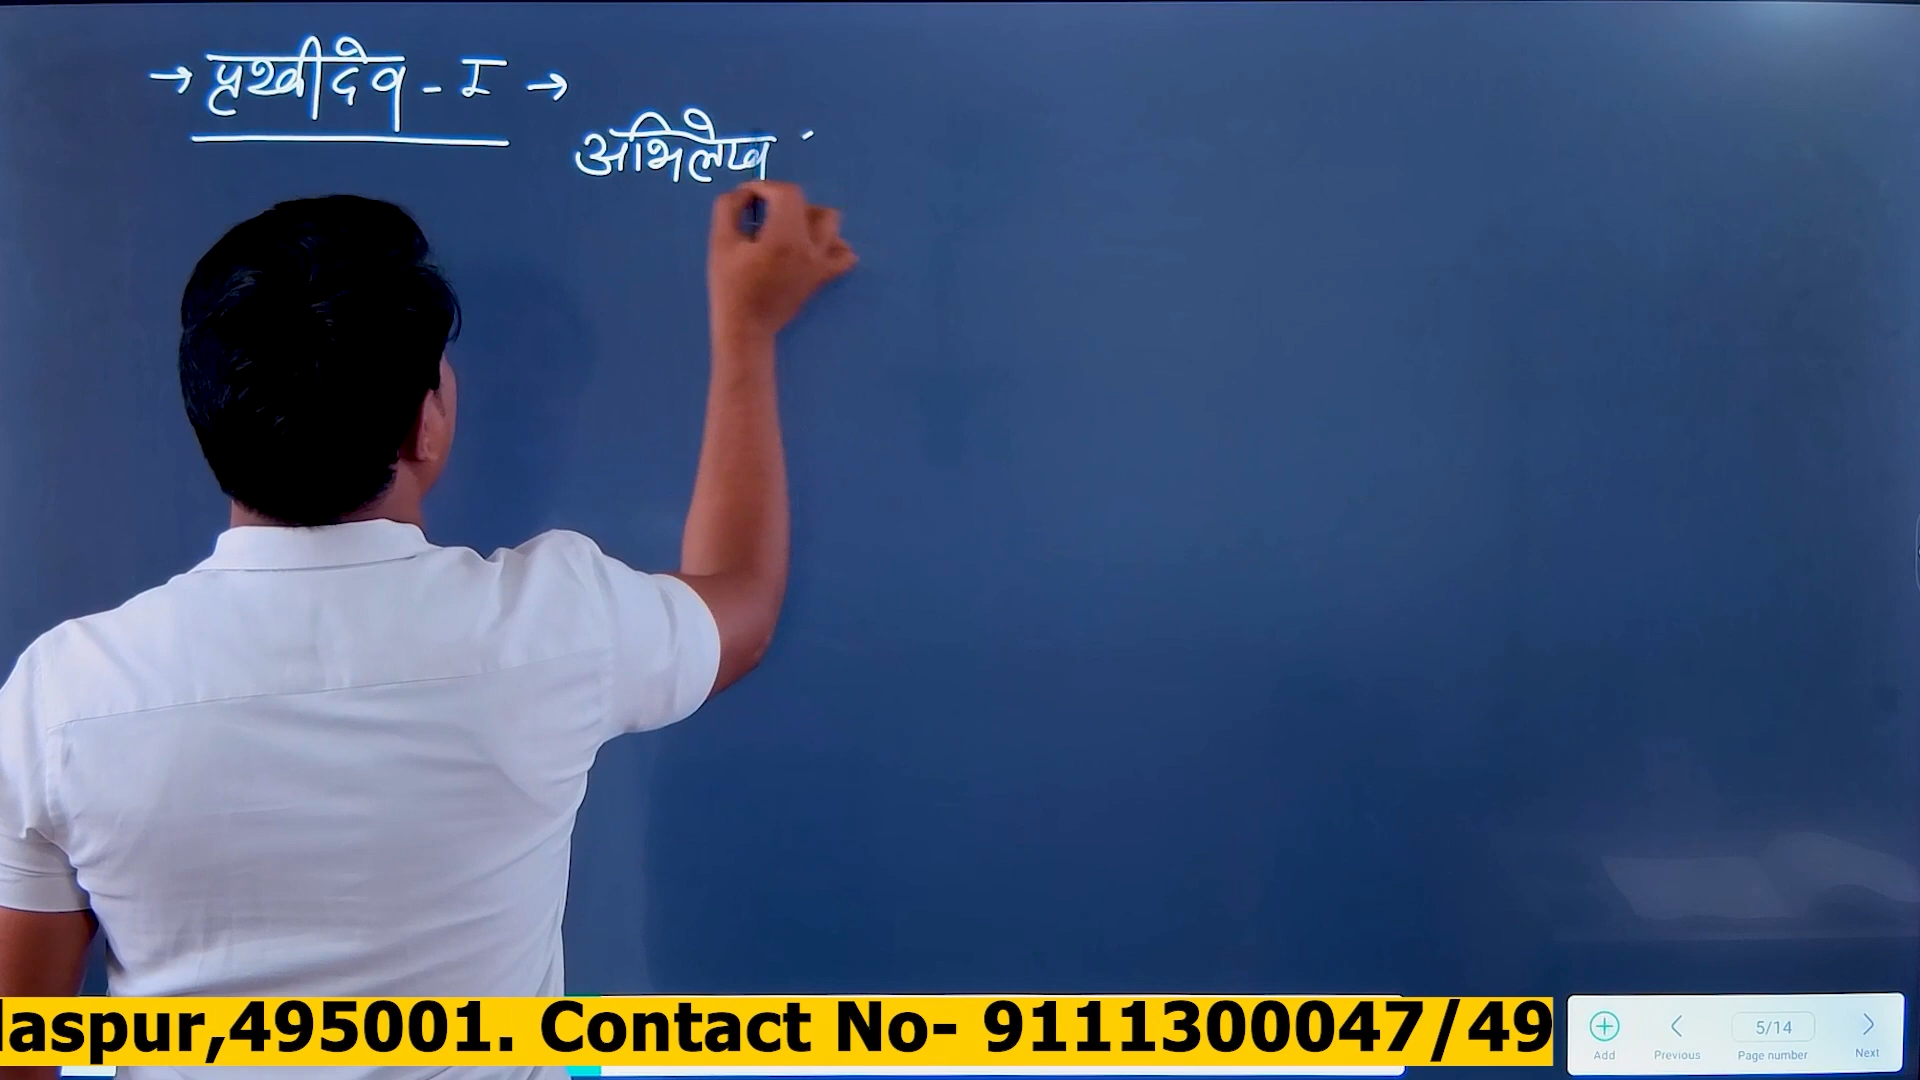 → पृथ्वीदेव - I →
अभिलेख
laspur,495001. Contact No- 9111300047/49
Add Previous 5/14 Page number Next